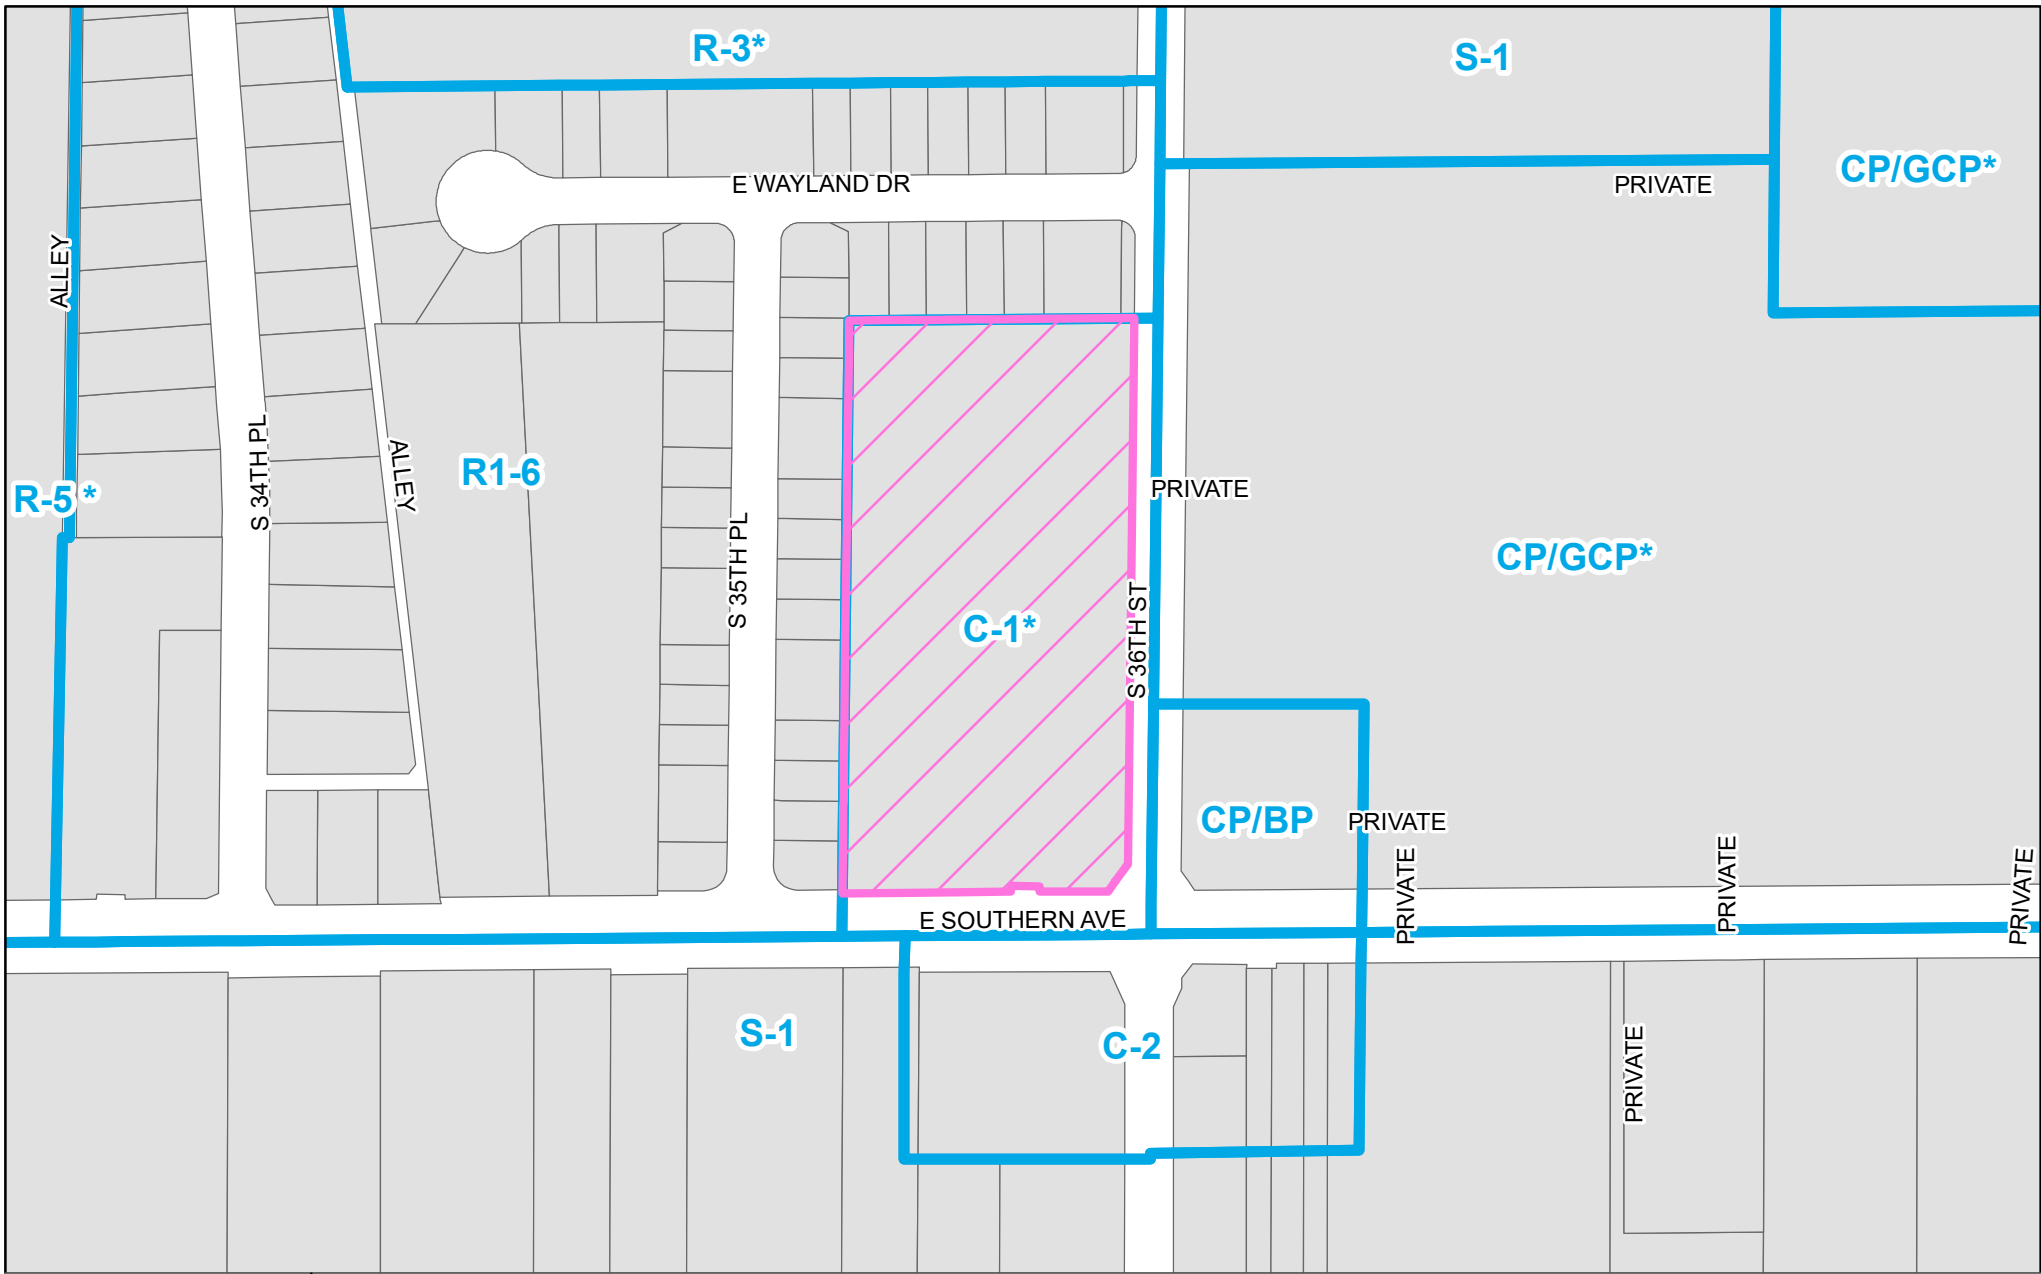 R-3*
S-1
CP/GCP*
E WAYLAND DR
PRIVATE
ALLEY
S 34TH PL
ALLEY
R1-6
R-5 *
PRIVATE
S 35TH PL
CP/GCP*
C-1*
S 36TH ST
CP/BP
PRIVATE
PRIVATE
PRIVATE
PRIVATE
E SOUTHERN AVE
S-1
C-2
PRIVATE